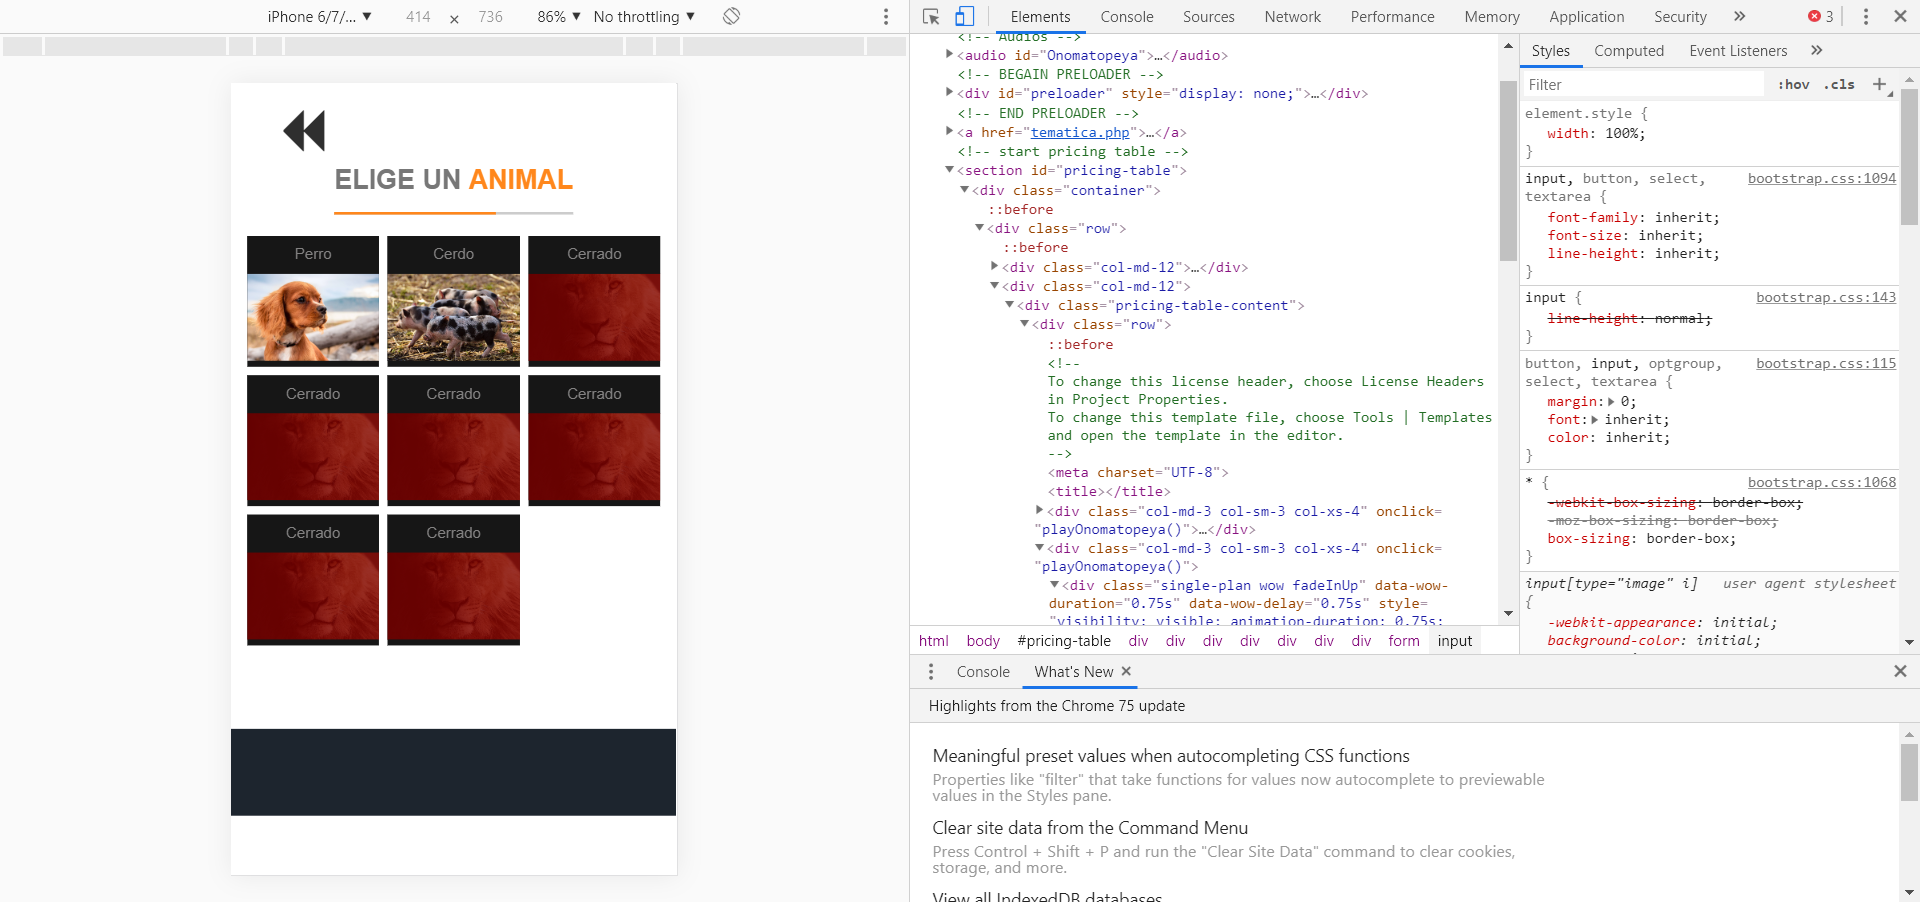 iPhone 6/7/... ▼ 414 × 736 86% ▼ No throttling ▼
ELIGE UN ANIMAL
Perro Cerdo Cerrado
Cerrado Cerrado Cerrado
Cerrado Cerrado
Elements Console Sources Network Performance Memory Application Security » 3
<!-- Audios -->
<audio id="Onomatopeya">…</audio>
<!-- BEGAIN PRELOADER -->
<div id="preloader" style="display: none;">…</div>
<!-- END PRELOADER -->
<a href="tematica.php">…</a>
<!-- start pricing table -->
<section id="pricing-table">
<div class="container">
::before
<div class="row">
::before
<div class="col-md-12">…</div>
<div class="col-md-12">
<div class="pricing-table-content">
<div class="row">
::before
<!--
To change this license header, choose License Headers
in Project Properties.
To change this template file, choose Tools | Templates
and open the template in the editor.
-->
<meta charset="UTF-8">
<title></title>
<div class="col-md-3 col-sm-3 col-xs-4" onclick=
"playOnomatopeya()">…</div>
<div class="col-md-3 col-sm-3 col-xs-4" onclick=
"playOnomatopeya()">
<div class="single-plan wow fadeInUp" data-wow-
duration="0.75s" data-wow-delay="0.75s" style=
"visibility: visible; animation-duration: 0.75s;
html body #pricing-table div div div div div div div form input
Styles Computed Event Listeners »
Filter :hov .cls +
element.style {
width: 100%;
}
input, button, select, bootstrap.css:1094
textarea {
font-family: inherit;
font-size: inherit;
line-height: inherit;
}
input { bootstrap.css:143
line-height: normal;
}
button, input, optgroup, bootstrap.css:115
select, textarea {
margin: 0;
font: inherit;
color: inherit;
}
* { bootstrap.css:1068
-webkit-box-sizing: border-box;
-moz-box-sizing: border-box;
box-sizing: border-box;
}
input[type="image" i] user agent stylesheet
{
-webkit-appearance: initial;
background-color: initial;
Console What's New ×
Highlights from the Chrome 75 update
Meaningful preset values when autocompleting CSS functions
Properties like "filter" that take functions for values now autocomplete to previewable
values in the Styles pane.
Clear site data from the Command Menu
Press Control + Shift + P and run the "Clear Site Data" command to clear cookies,
storage, and more.
View all IndexedDB databases